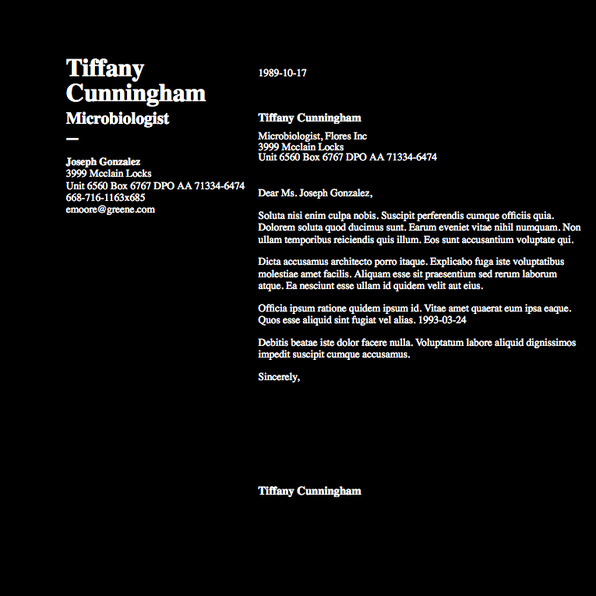 Tiffany
Cunningham
Microbiologist
—
Joseph Gonzalez
3999 Mcclain Locks
Unit 6560 Box 6767 DPO AA 71334-6474
668-716-1163x685
emoore@greene.com
1989-10-17
Tiffany Cunningham
Microbiologist, Flores Inc
3999 Mcclain Locks
Unit 6560 Box 6767 DPO AA 71334-6474
Dear Ms. Joseph Gonzalez,
Soluta nisi enim culpa nobis. Suscipit perferendis cumque officiis quia.
Dolorem soluta quod ducimus sunt. Earum eveniet vitae nihil numquam. Non
ullam temporibus reiciendis quis illum. Eos sunt accusantium voluptate qui.
Dicta accusamus architecto porro itaque. Explicabo fuga iste voluptatibus
molestiae amet facilis. Aliquam esse sit praesentium sed rerum laborum
atque. Ea nesciunt esse ullam id quidem velit aut eius.
Officia ipsum ratione quidem ipsum id. Vitae amet quaerat eum ipsa eaque.
Quos esse aliquid sint fugiat vel alias. 1993-03-24
Debitis beatae iste dolor facere nulla. Voluptatum labore aliquid dignissimos
impedit suscipit cumque accusamus.
Sincerely,
Tiffany Cunningham